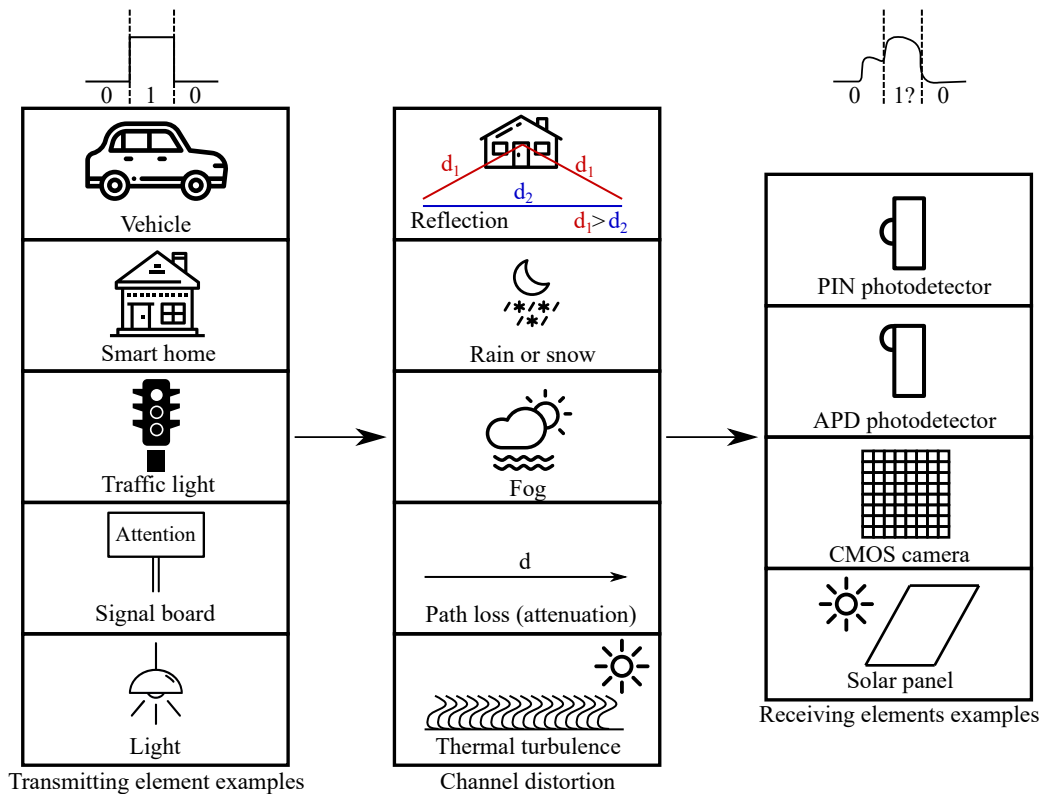 0 1 0
Vehicle
Smart home
Traffic light
Attention
Signal board
Light
Transmitting element examples
d₁ d₁
d₂
Reflection d₁> d₂
Rain or snow
Fog
d
Path loss (attenuation)
Thermal turbulence
Channel distortion
0 1? 0
PIN photodetector
APD photodetector
CMOS camera
Solar panel
Receiving elements examples